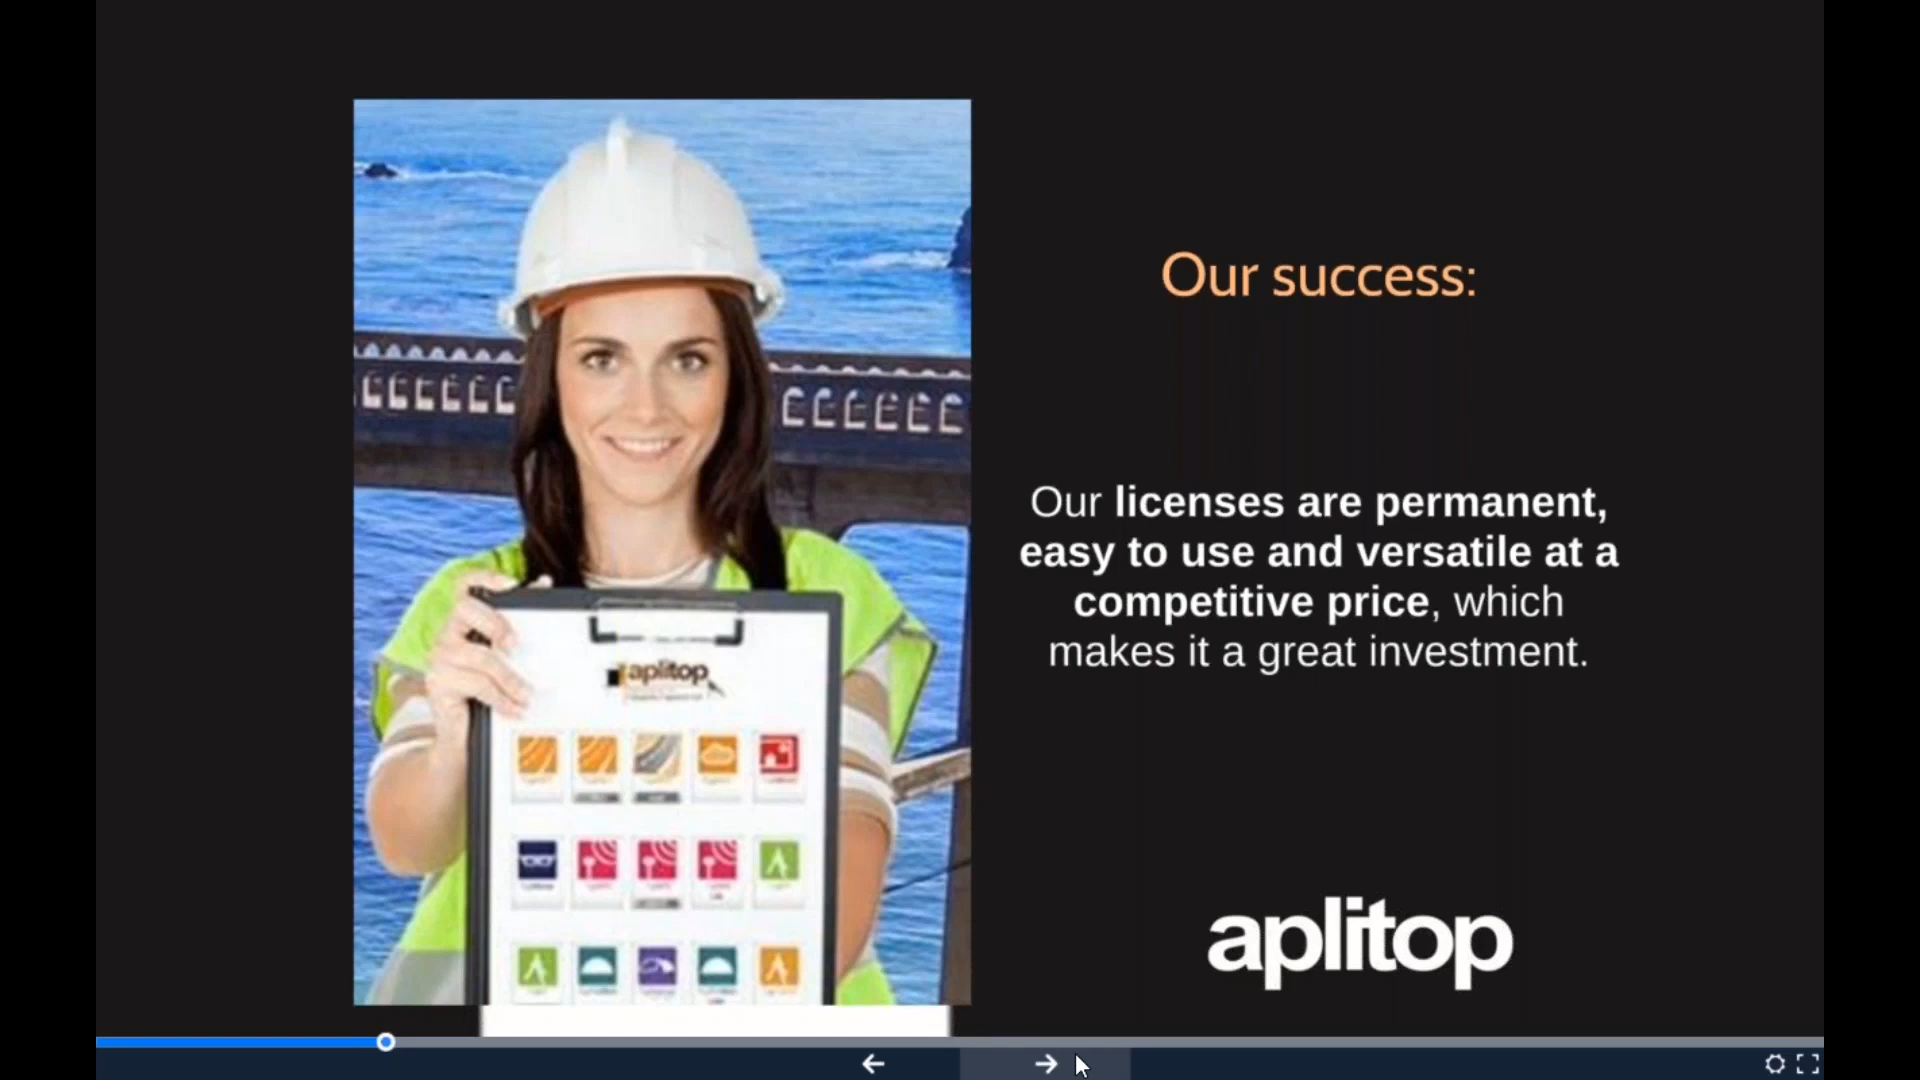 Our success:
Our licenses are permanent,
easy to use and versatile at a
competitive price, which
makes it a great investment.
aplitop
aplitop